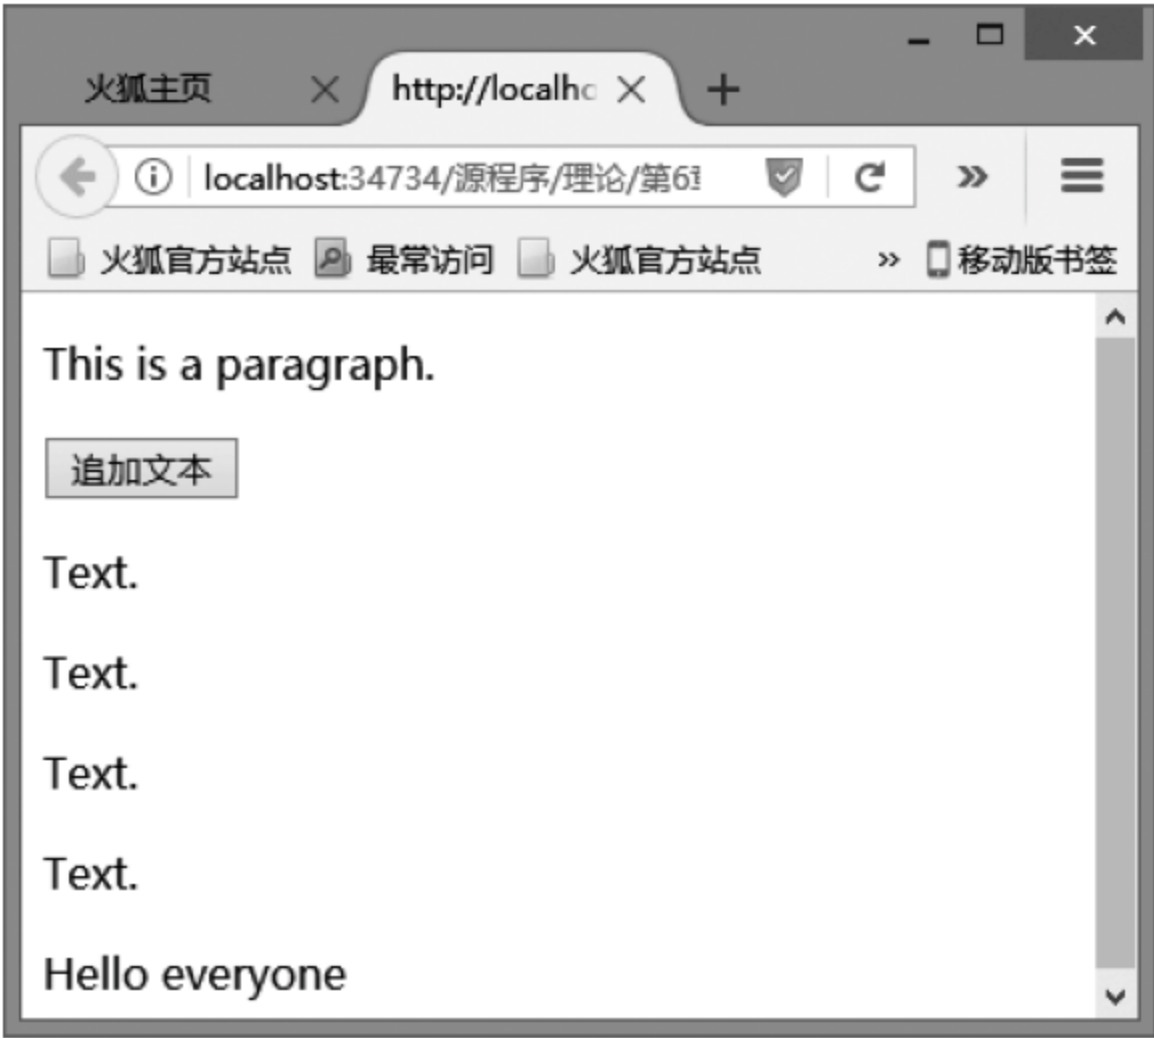 火狐主页 http://localho
localhost:34734/源程序/理论/第6章
火狐官方站点 最常访问 火狐官方站点 移动版书签
This is a paragraph.
追加文本
Text.
Text.
Text.
Text.
Hello everyone